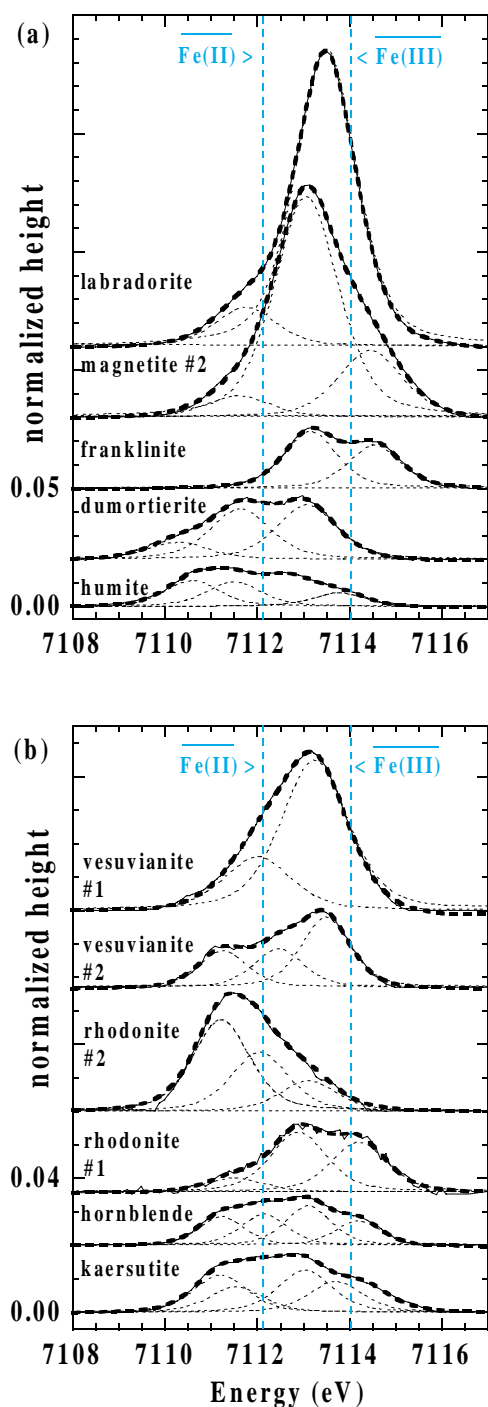 (a)
Fe(II) > < Fe(III)
normalized height
labradorite
magnetite #2
franklinite
0.05
dumortierite
humite
0.00
7108 7110 7112 7114 7116
(b)
Fe(II) > < Fe(III)
normalized height
vesuvianite
#1
vesuvianite
#2
rhodonite
#2
rhodonite
#1
0.04
hornblende
kaersutite
0.00
7108 7110 7112 7114 7116
Energy (eV)